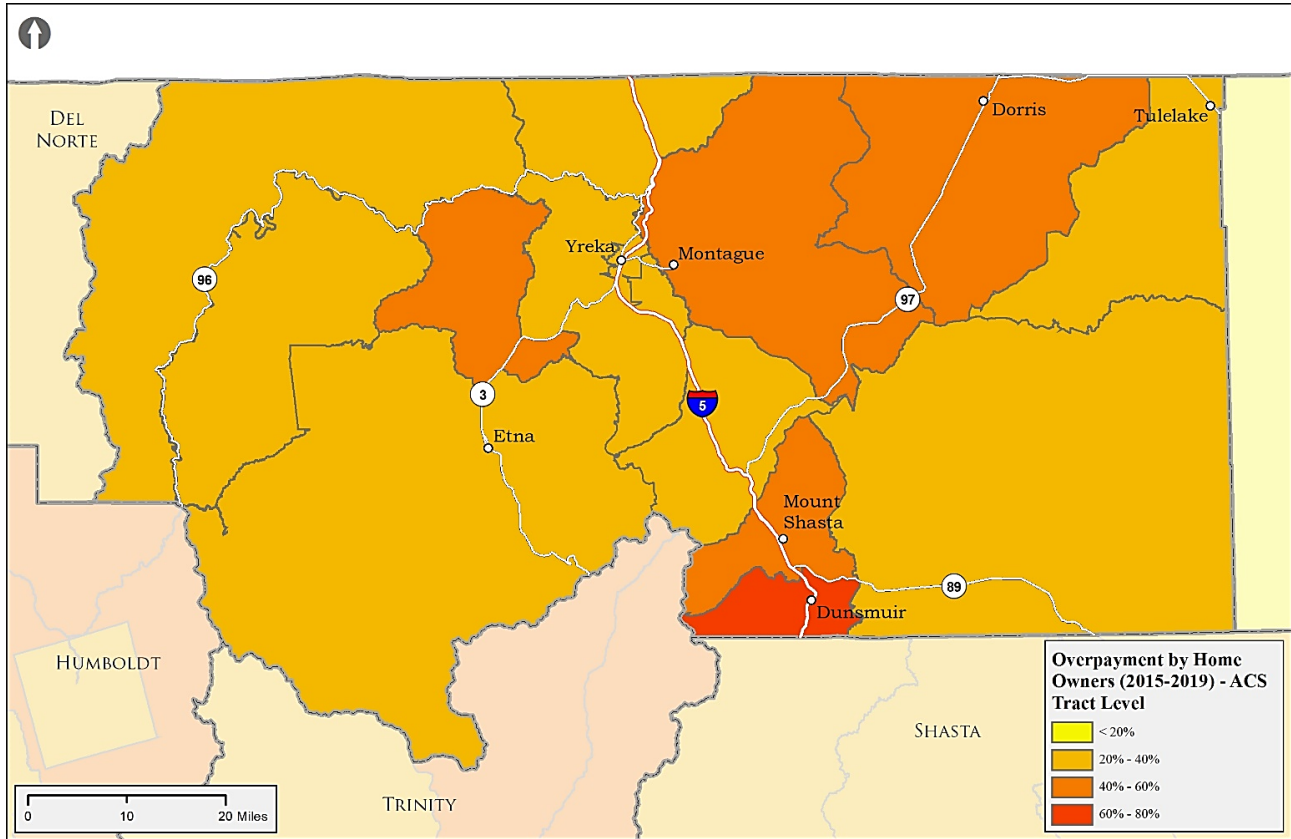 DEL
NORTE
Dorris
Tulelake
Yreka
Montague
96
97
3
5
Etna
Mount
Shasta
89
Dunsmuir
HUMBOLDT
SHASTA
TRINITY
Overpayment by Home
Owners (2015-2019) - ACS
Tract Level
< 20%
20% - 40%
40% - 60%
60% - 80%
0 10 20 Miles